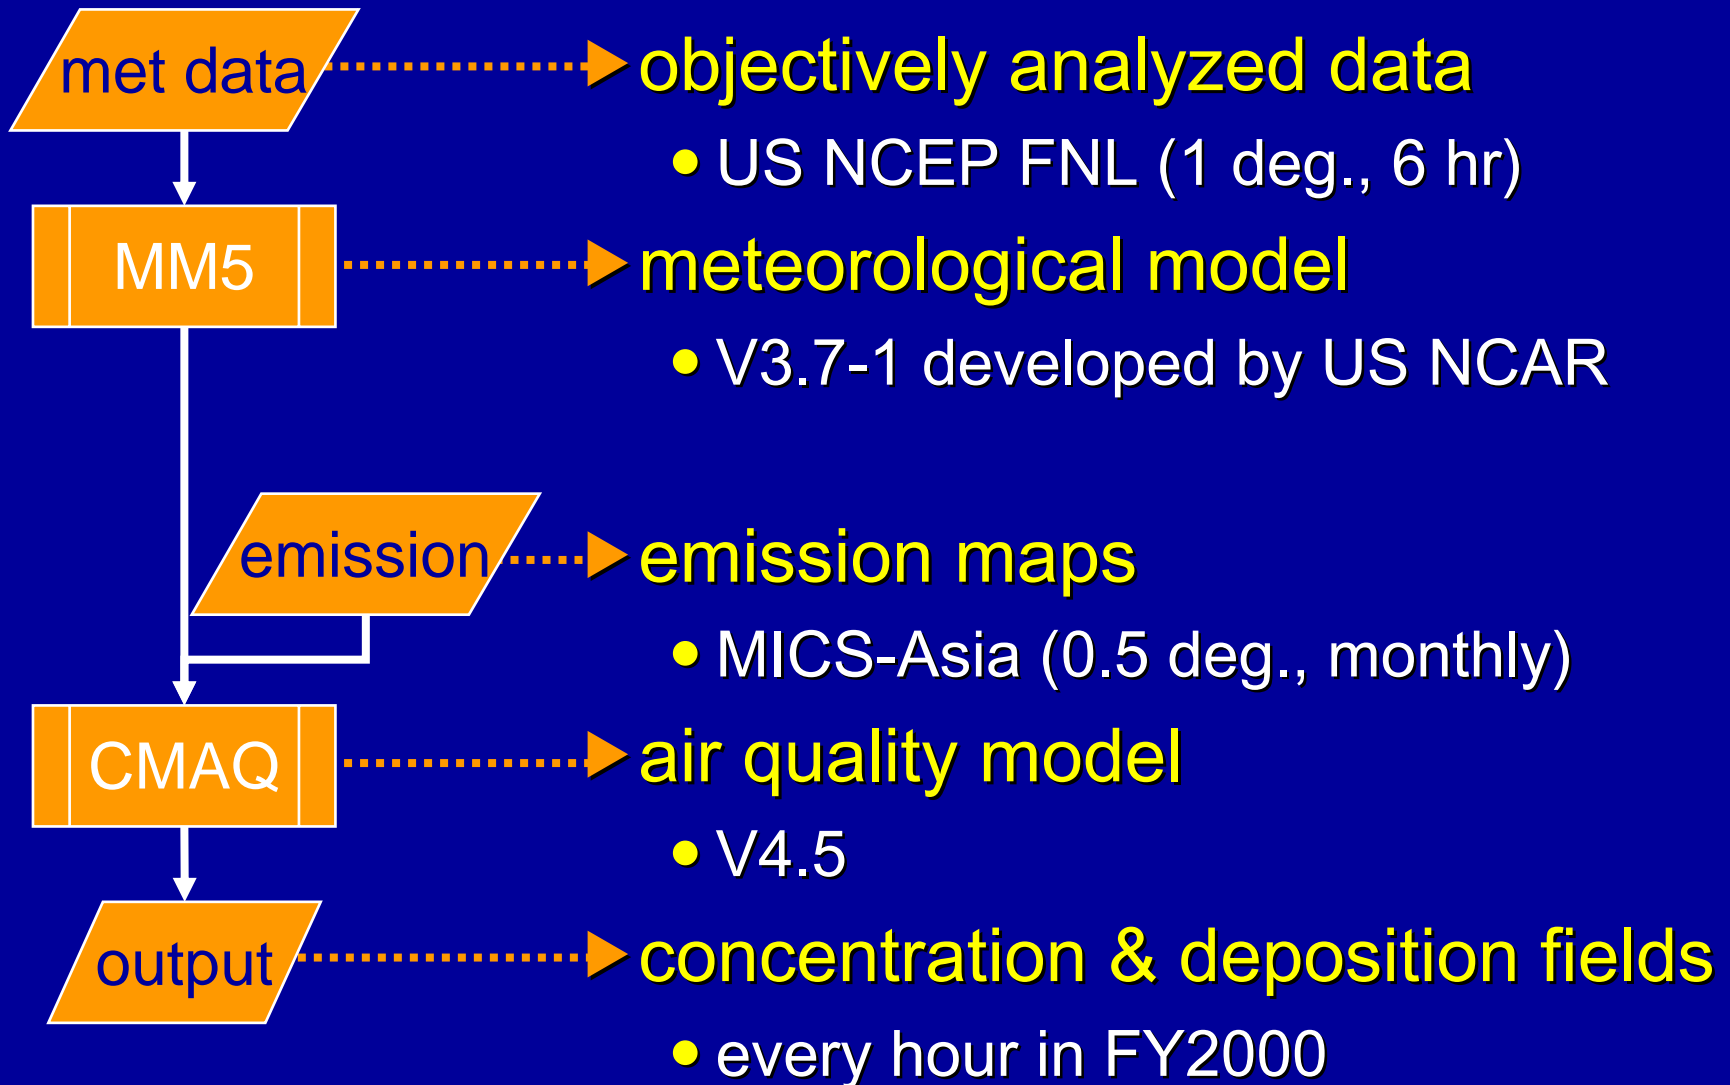 met data
objectively analyzed data
• US NCEP FNL (1 deg., 6 hr)
MM5
meteorological model
• V3.7-1 developed by US NCAR
emission
emission maps
• MICS-Asia (0.5 deg., monthly)
CMAQ
air quality model
• V4.5
output
concentration & deposition fields
• every hour in FY2000